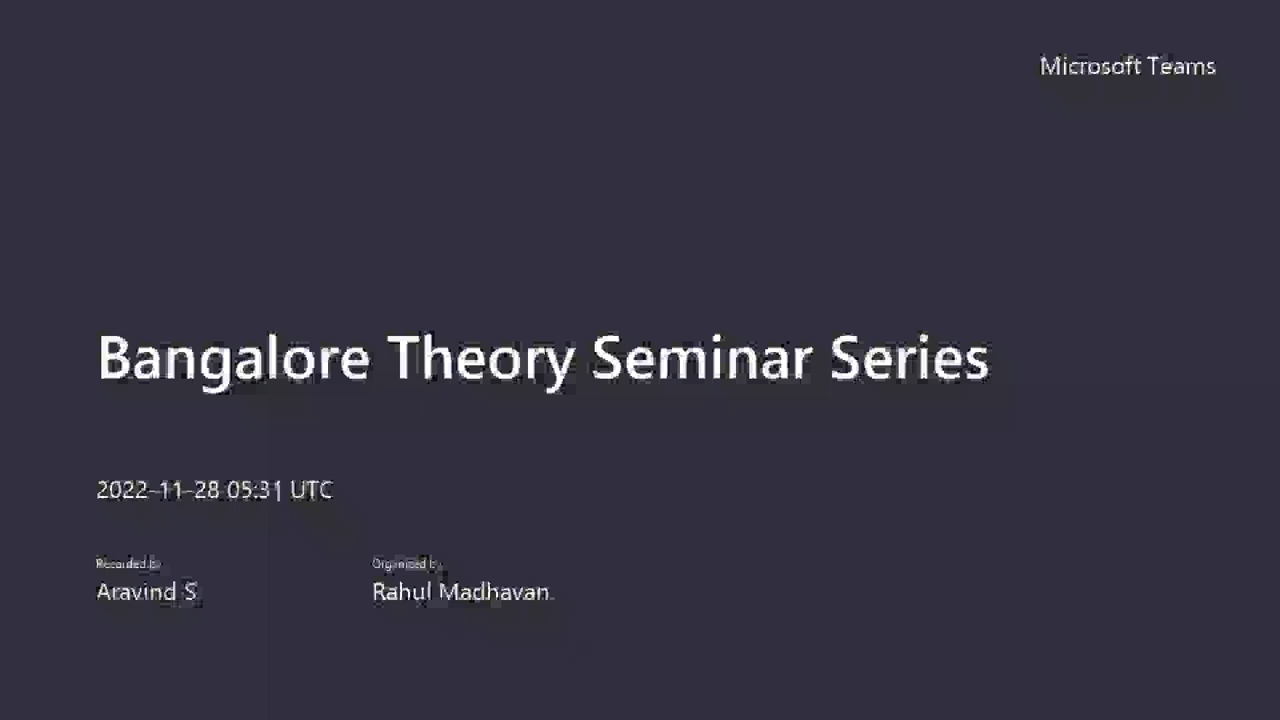 Microsoft Teams
Bangalore Theory Seminar Series
2022-11-28 05:31 UTC
Recorded by
Organized by
Aravind S
Rahul Madhavan